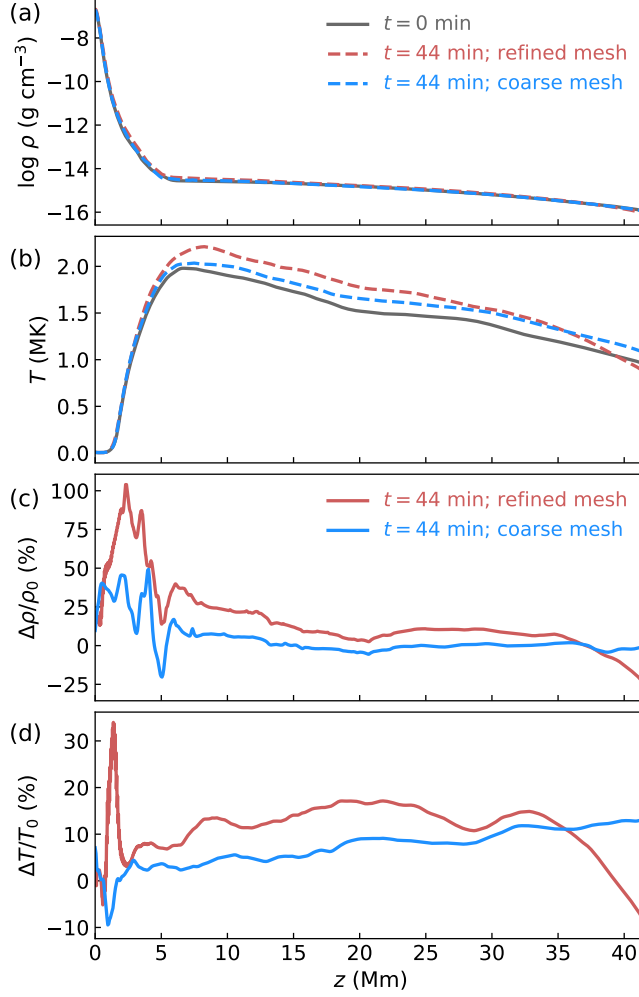 (a)
log ρ (g cm⁻³)
−8
−10
−12
−14
−16
t = 0 min
t = 44 min; refined mesh
t = 44 min; coarse mesh
(b)
T (MK)
2.0
1.5
1.0
0.5
0.0
(c)
Δρ/ρ₀ (%)
100
75
50
25
0
−25
t = 44 min; refined mesh
t = 44 min; coarse mesh
(d)
ΔT/T₀ (%)
30
20
10
0
−10
0 5 10 15 20 25 30 35 40
z (Mm)